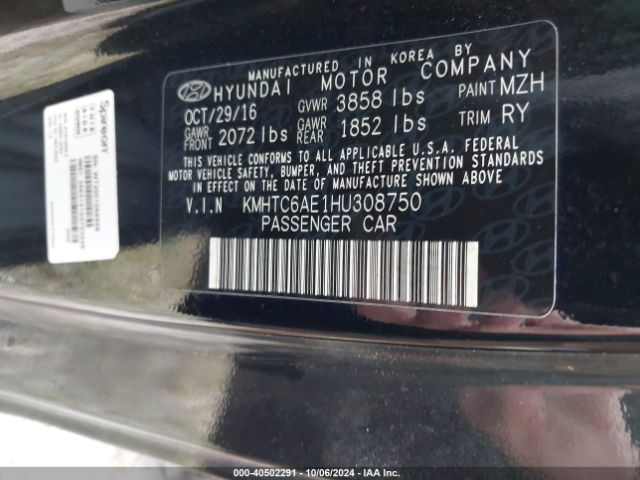 MANUFACTURED IN KOREA BY
HYUNDAI MOTOR COMPANY
OCT/29/16 GVWR 3858 lbs PAINT MZH
GAWR FRONT 2072 lbs GAWR REAR 1852 lbs TRIM RY
THIS VEHICLE CONFORMS TO ALL APPLICABLE U.S.A. FEDERAL
MOTOR VEHICLE SAFETY, BUMPER, AND THEFT PREVENTION STANDARDS
IN EFFECT ON THE DATE OF MANUFACTURE SHOWN ABOVE.
V.I.N KMHTC6AE1HU308750
PASSENGER CAR
Spireon
000-40502291 - 10/06/2024 - IAA Inc.